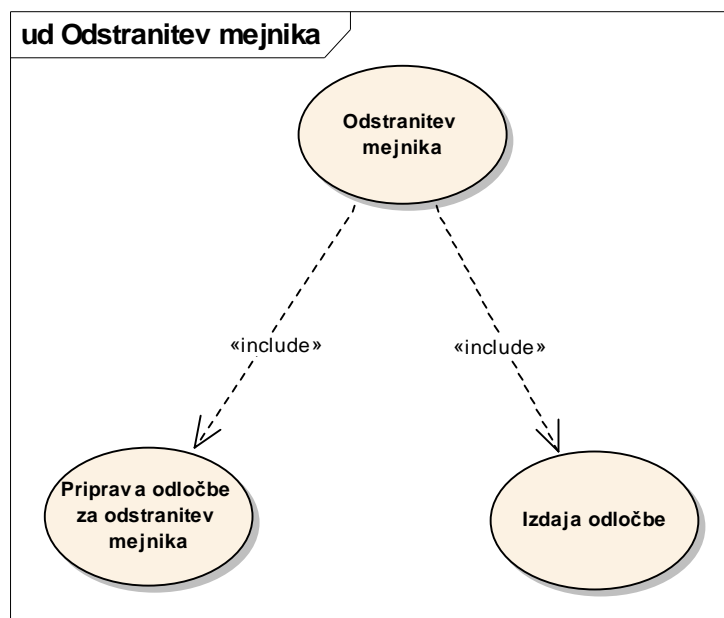 ud Odstranitev mejnika
Odstranitev
mejnika
«include»
«include»
Priprava odločbe
za odstranitev
mejnika
Izdaja odločbe